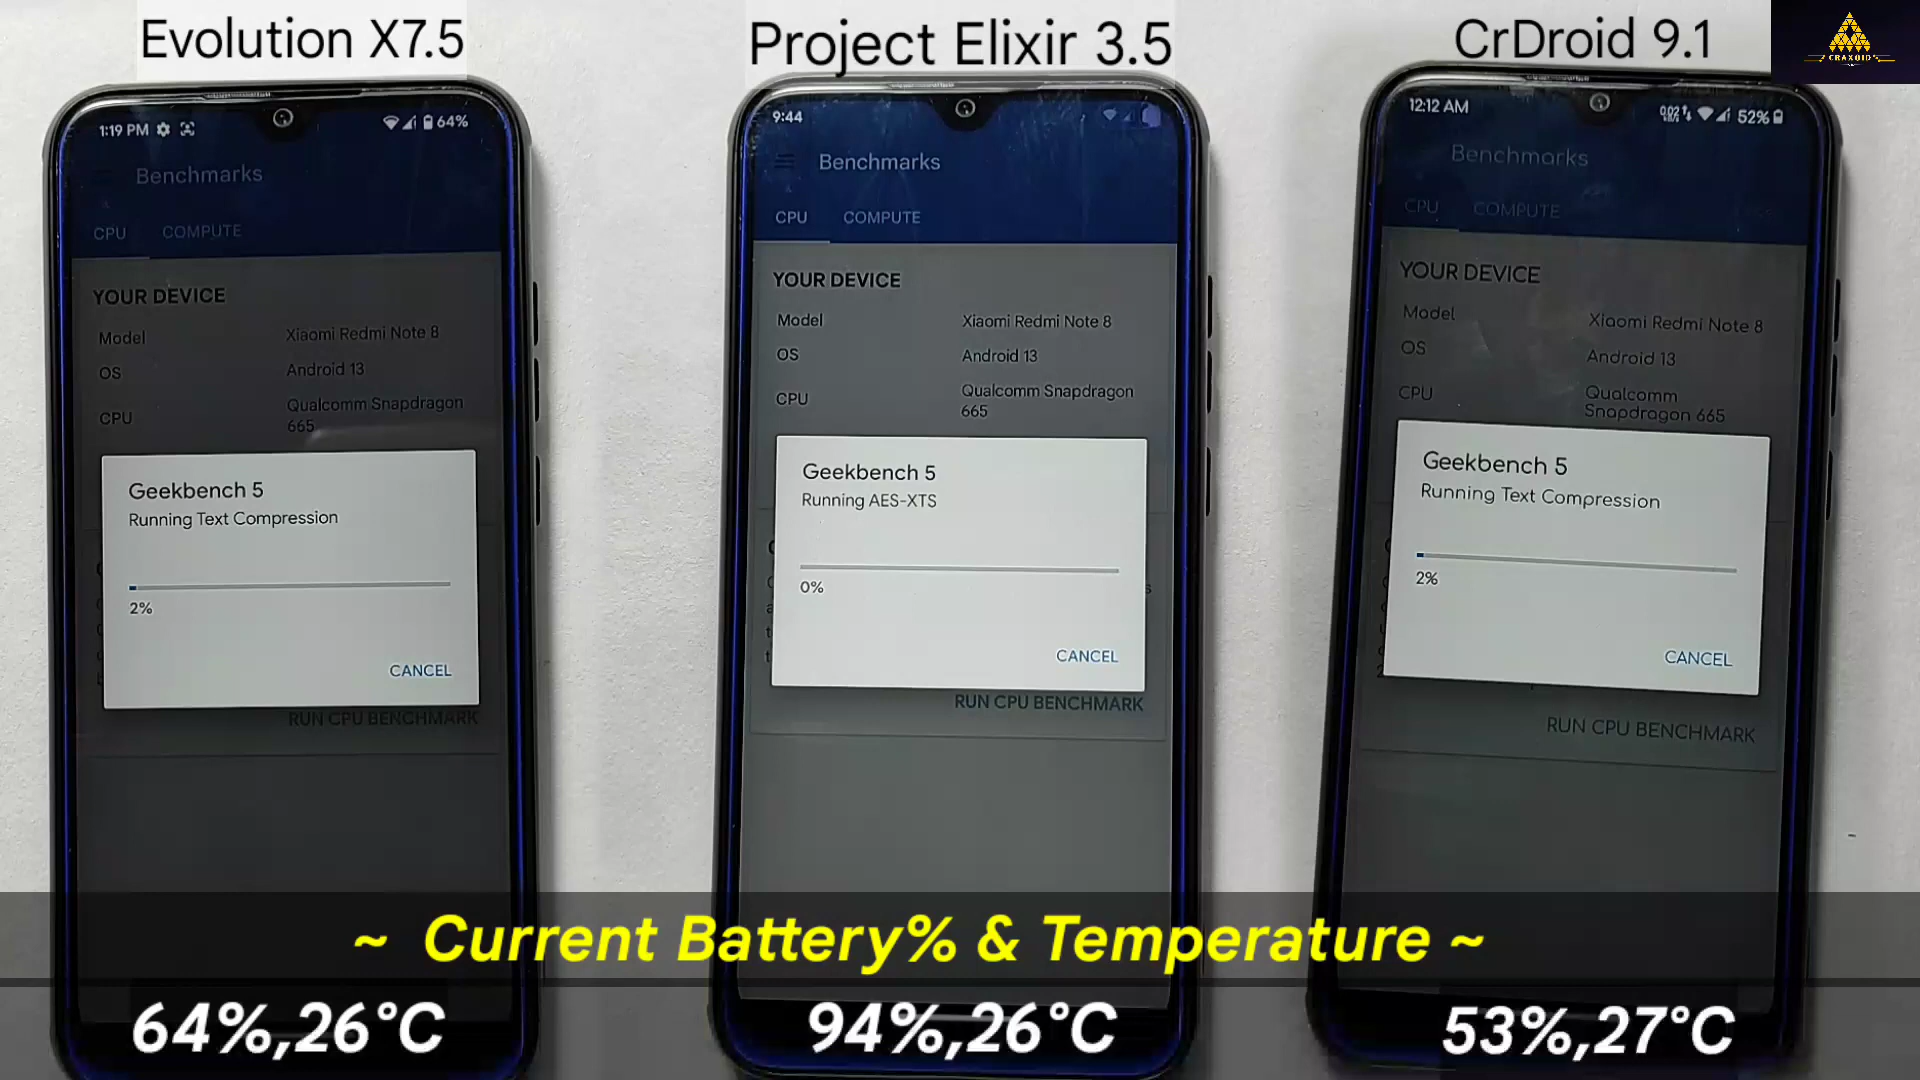 Evolution X7.5
Project Elixir 3.5
CrDroid 9.1
CRAXOID
1:19 PM
64%
Benchmarks
CPU
COMPUTE
YOUR DEVICE
Model
Xiaomi Redmi Note 8
OS
Android 13
CPU
Qualcomm Snapdragon
665
Geekbench 5
Running Text Compression
2%
CANCEL
RUN CPU BENCHMARK
9:44
Benchmarks
CPU
COMPUTE
YOUR DEVICE
Model
Xiaomi Redmi Note 8
OS
Android 13
CPU
Qualcomm Snapdragon
665
Geekbench 5
Running AES-XTS
0%
CANCEL
RUN CPU BENCHMARK
12:12 AM
52%
Benchmarks
CPU
COMPUTE
YOUR DEVICE
Model
Xiaomi Redmi Note 8
OS
Android 13
CPU
Qualcomm
Snapdragon 665
Geekbench 5
Running Text Compression
2%
CANCEL
RUN CPU BENCHMARK
~ Current Battery% & Temperature ~
64%,26°C
94%,26°C
53%,27°C